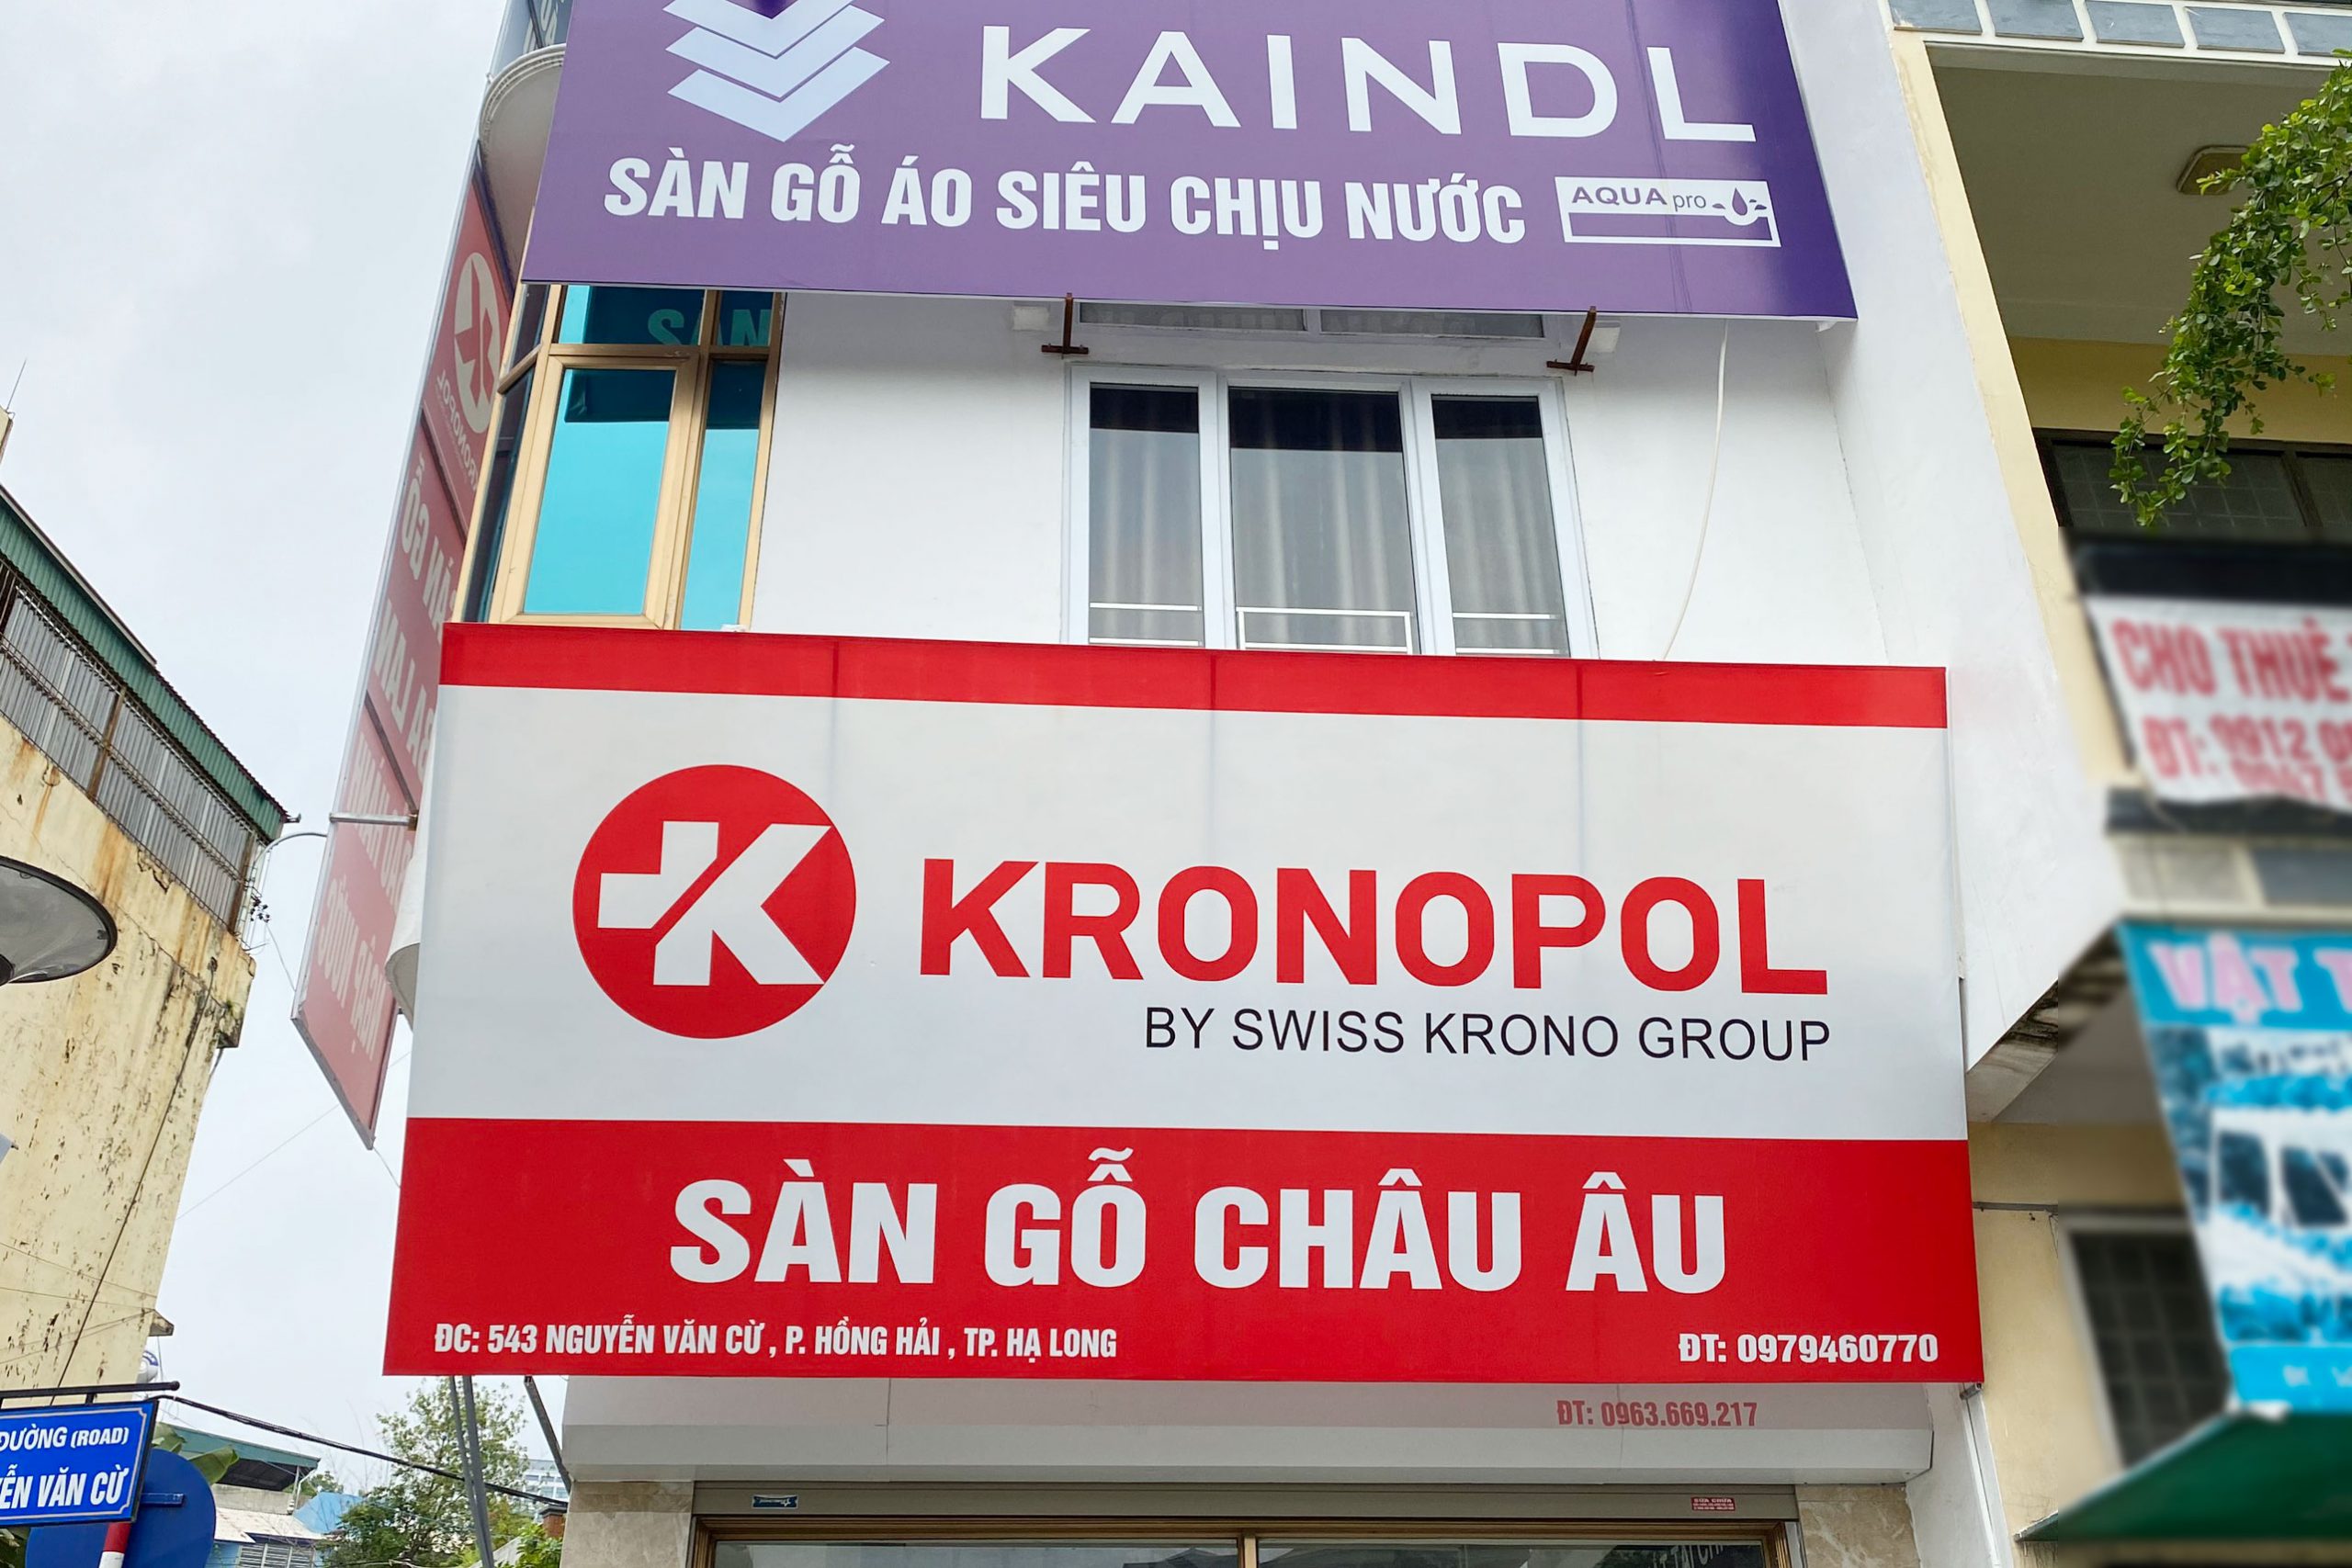 KAINDL
SÀN GỖ ÁO SIÊU CHỊU NƯỚC
AQUA pro
KRONOPOL
BY SWISS KRONO GROUP
SÀN GỖ CHÂU ÂU
ĐC: 543 NGUYỄN VĂN CỪ , P. HỒNG HẢI , TP. HẠ LONG
ĐT: 0979460770
ĐT: 0963.669.217
ĐƯỜNG (ROAD)
VĂN CỪ
CHO THUÊ
VẬT